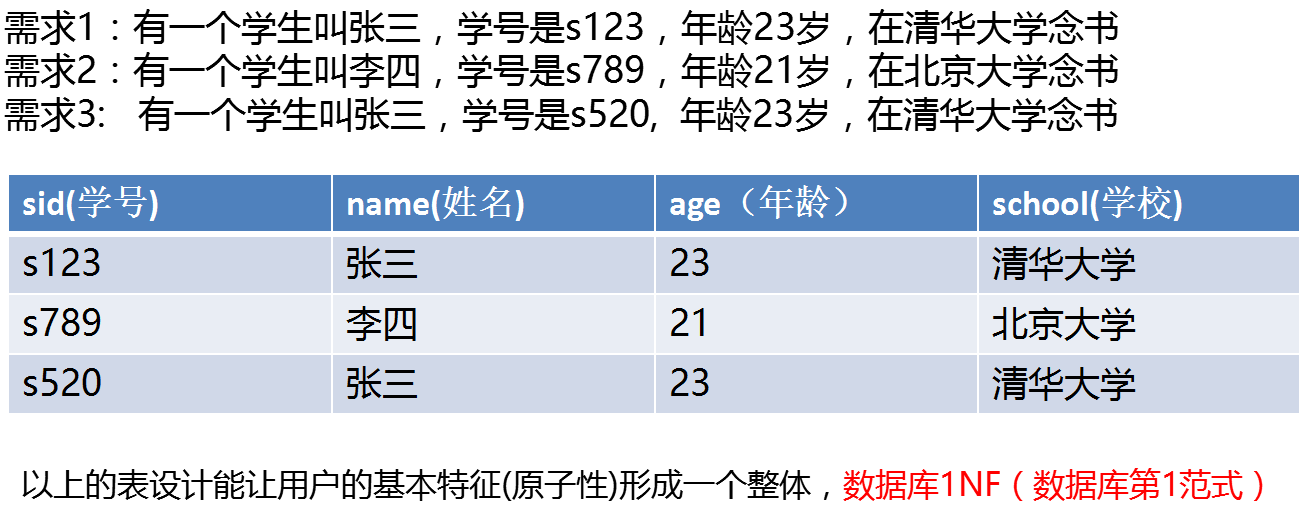 需求1：有一个学生叫张三，学号是s123，年龄23岁，在清华大学念书
需求2：有一个学生叫李四，学号是s789，年龄21岁，在北京大学念书
需求3: 有一个学生叫张三，学号是s520, 年龄23岁，在清华大学念书
sid(学号) name(姓名) age（年龄） school(学校)
s123 张三 23 清华大学
s789 李四 21 北京大学
s520 张三 23 清华大学
以上的表设计能让用户的基本特征(原子性)形成一个整体，数据库1NF（数据库第1范式）